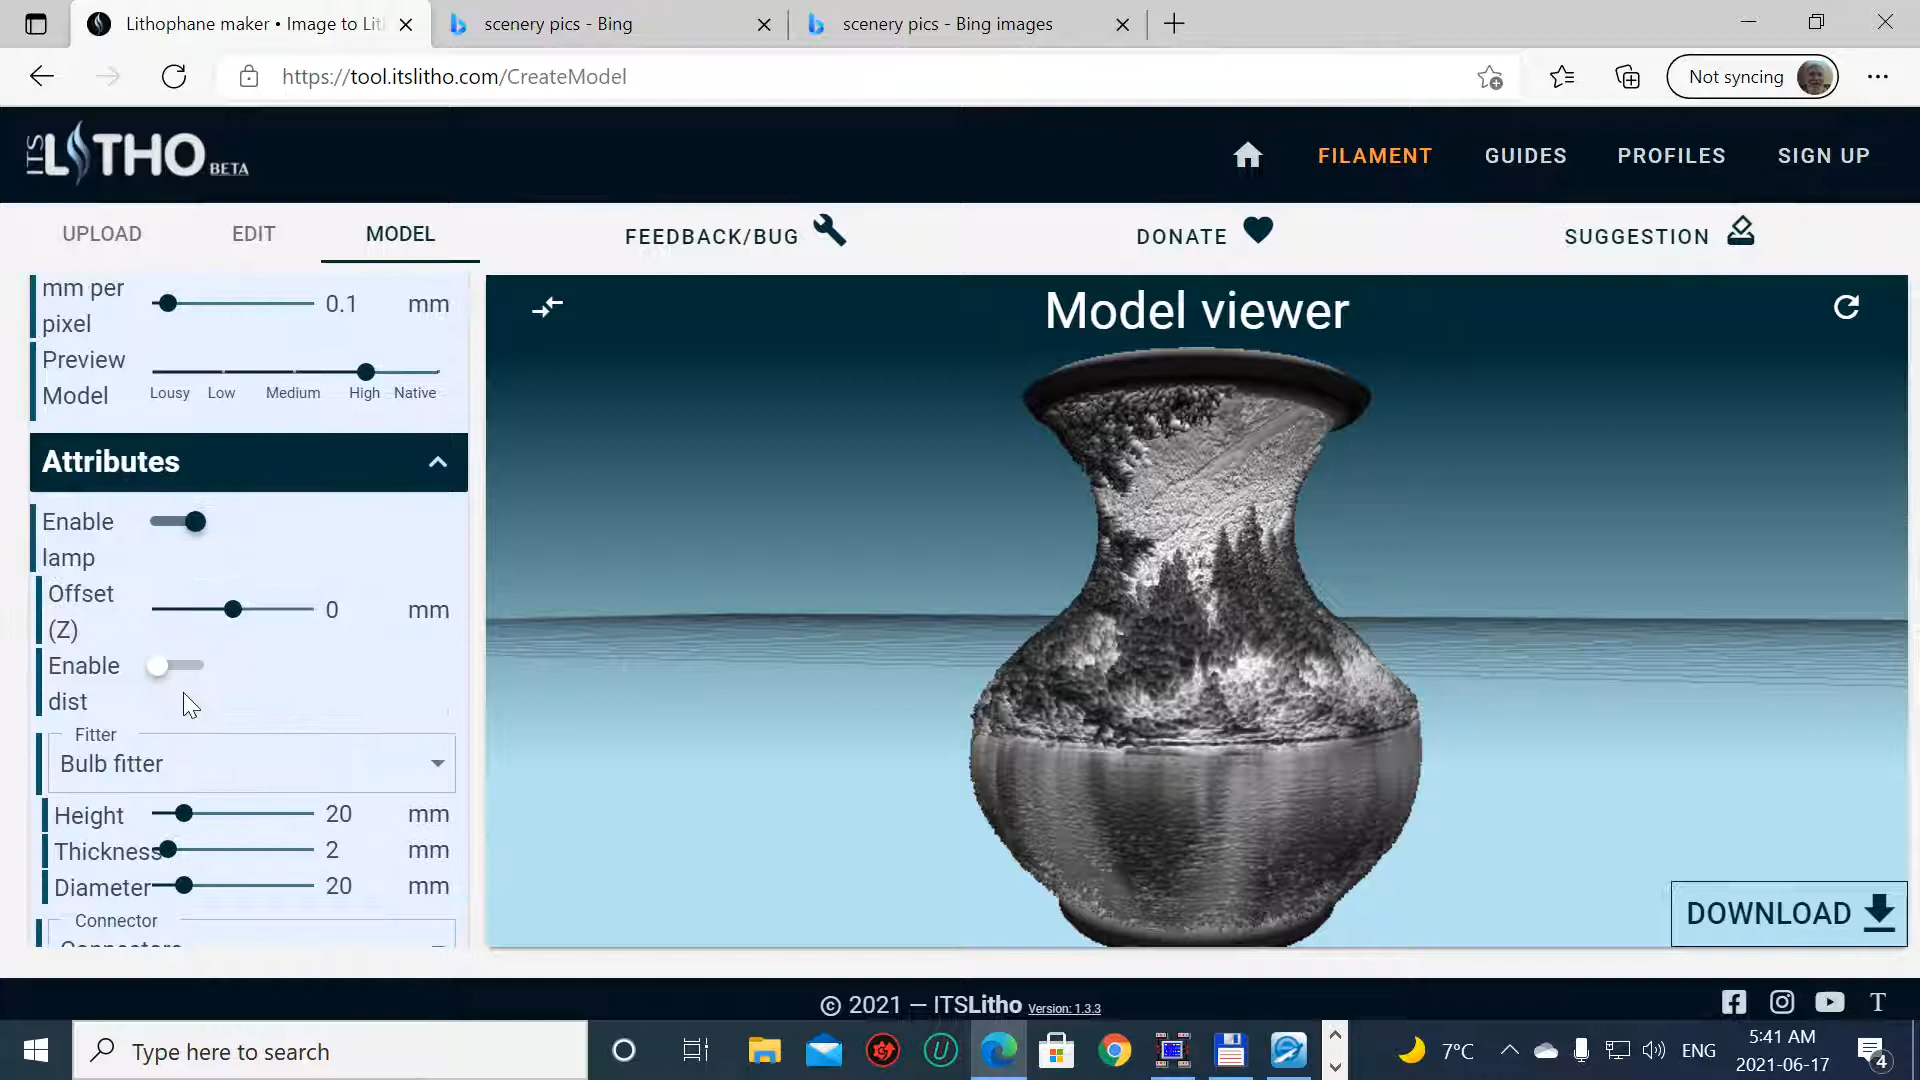 Lithophane maker • Image to Lit
scenery pics - Bing
scenery pics - Bing images
https://tool.itslitho.com/CreateModel
Not syncing
ITS LITHO BETA
FILAMENT
GUIDES
PROFILES
SIGN UP
UPLOAD
EDIT
MODEL
FEEDBACK/BUG
DONATE
SUGGESTION
mm per
pixel
0.1
mm
Preview
Model
Lousy
Low
Medium
High
Native
Attributes
Enable
lamp
Offset
(Z)
0
mm
Enable
dist
Fitter
Bulb fitter
Height
20
mm
Thickness
2
mm
Diameter
20
mm
Connector
Connectors
Model viewer
DOWNLOAD
© 2021 — ITSLitho Version: 1.3.3
T
Type here to search
7°C
ENG
5:41 AM
2021-06-17
4